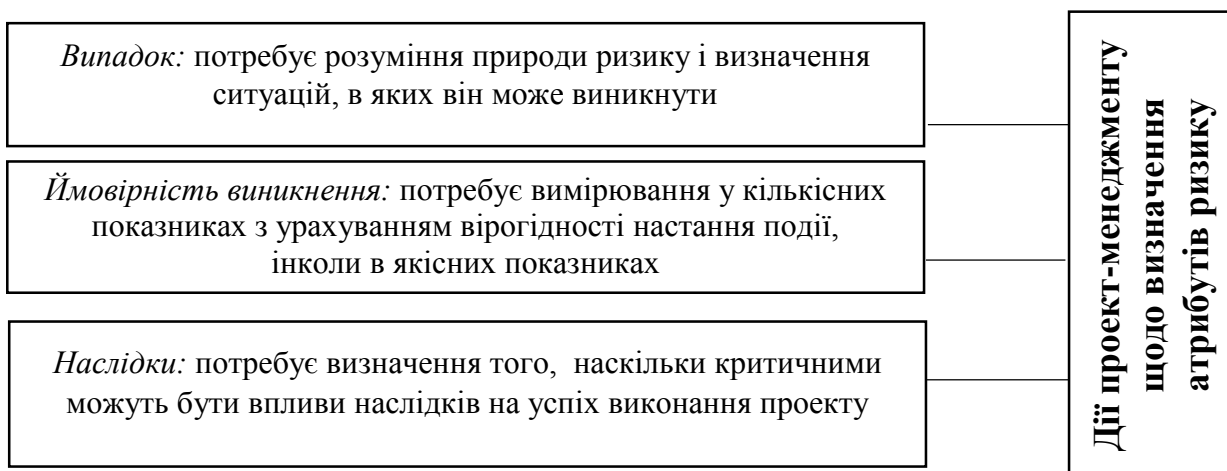 Випадок: потребує розуміння природи ризику і визначення
ситуацій, в яких він може виникнути
Ймовірність виникнення: потребує вимірювання у кількісних
показниках з урахуванням вірогідності настання події,
інколи в якісних показниках
Наслідки: потребує визначення того, наскільки критичними
можуть бути впливи наслідків на успіх виконання проекту
Дії проект-менеджменту
щодо визначення
атрибутів ризику